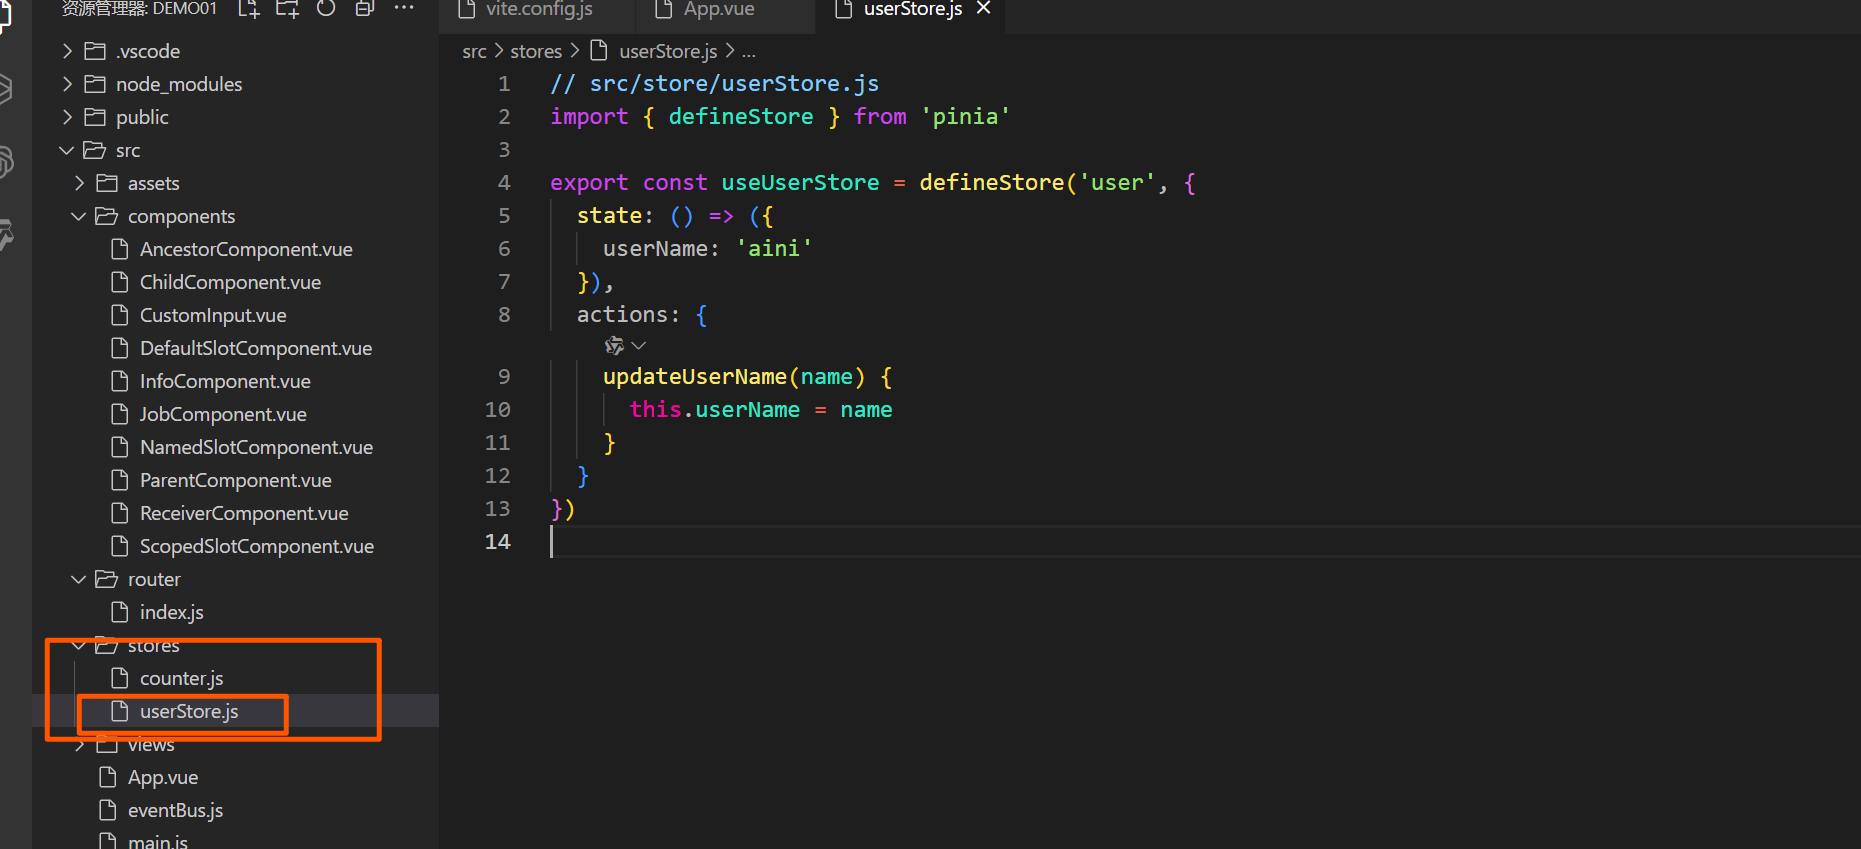 资源管理器: DEMO01
.vscode
node_modules
public
src
assets
components
AncestorComponent.vue
ChildComponent.vue
CustomInput.vue
DefaultSlotComponent.vue
InfoComponent.vue
JobComponent.vue
NamedSlotComponent.vue
ParentComponent.vue
ReceiverComponent.vue
ScopedSlotComponent.vue
router
index.js
stores
counter.js
userStore.js
views
App.vue
eventBus.js
main.js
vite.config.js App.vue userStore.js
src > stores > userStore.js > ...
1 // src/store/userStore.js
2 import { defineStore } from 'pinia'
3
4 export const useUserStore = defineStore('user', {
5 state: () => ({
6 userName: 'aini'
7 }),
8 actions: {
9 updateUserName(name) {
10 this.userName = name
11 }
12 }
13 })
14